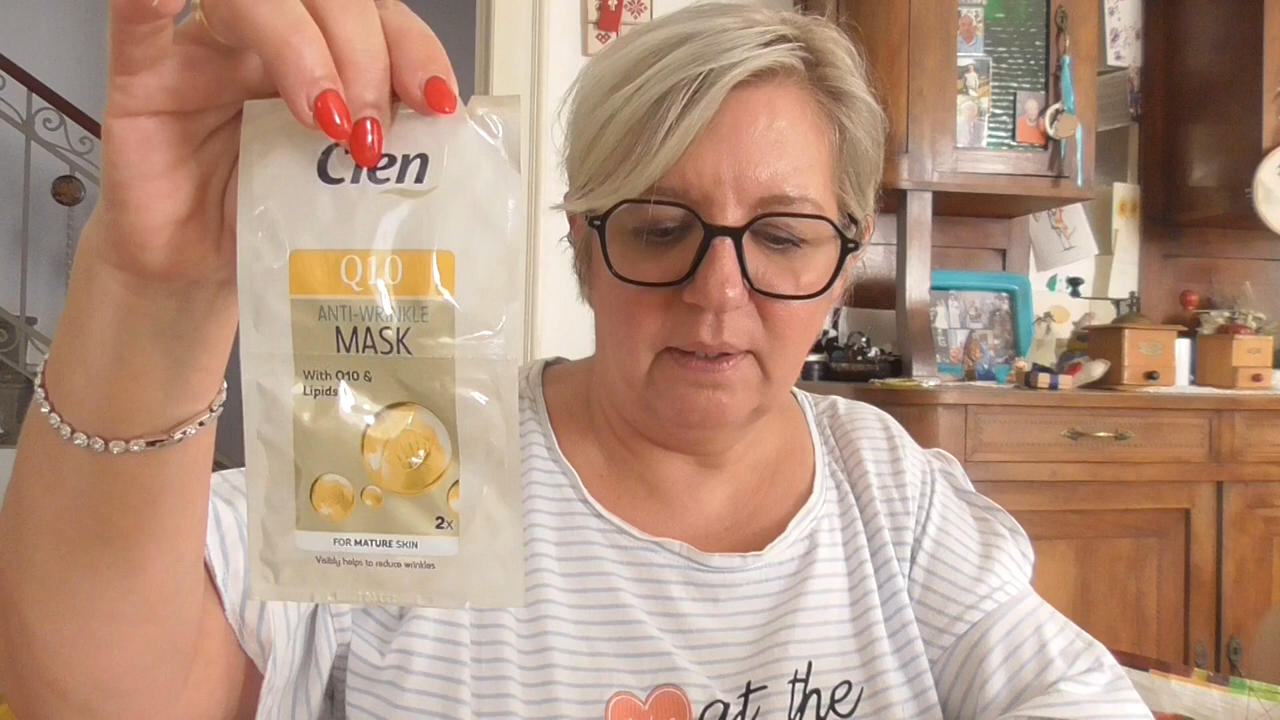 Cien
Q10
ANTI-WRINKLE
MASK
With Q10 &
Lipids
2x
FOR MATURE SKIN
Visibly helps to reduce wrinkles
at the